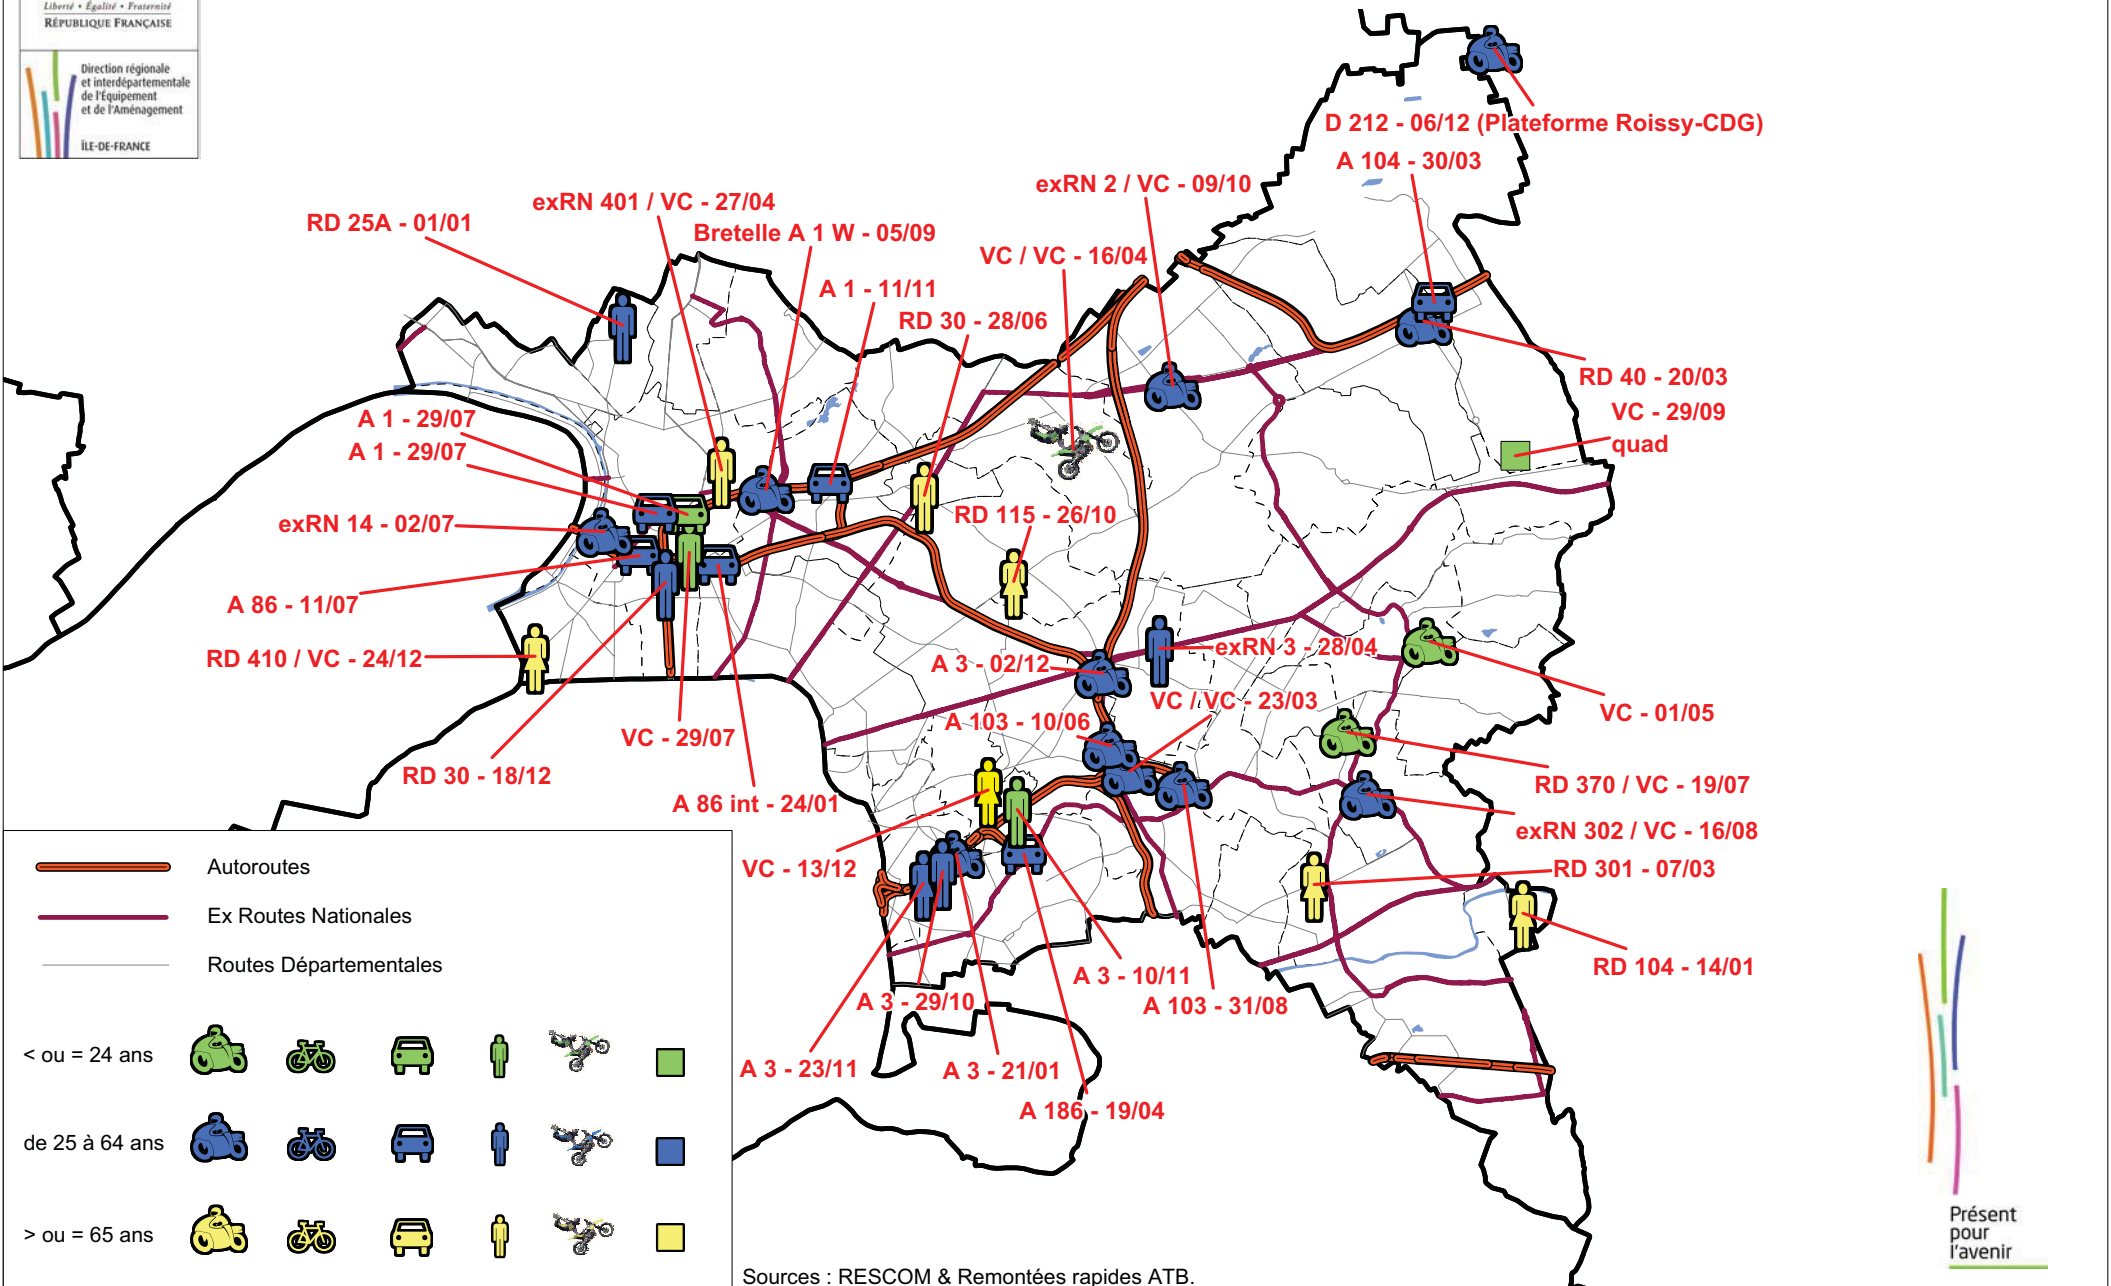 Liberté • Égalité • Fraternité
RÉPUBLIQUE FRANÇAISE
Direction régionale
et interdépartementale
de l'Équipement
et de l'Aménagement
ÎLE-DE-FRANCE
D 212 - 06/12 (Plateforme Roissy-CDG)
A 104 - 30/03
exRN 2 / VC - 09/10
exRN 401 / VC - 27/04
RD 25A - 01/01
Bretelle A 1 W - 05/09
VC / VC - 16/04
A 1 - 11/11
RD 30 - 28/06
RD 40 - 20/03
VC - 29/09
quad
A 1 - 29/07
A 1 - 29/07
exRN 14 - 02/07
RD 115 - 26/10
A 86 - 11/07
RD 410 / VC - 24/12
exRN 3 - 28/04
A 3 - 02/12
VC / VC - 23/03
VC - 01/05
A 103 - 10/06
VC - 29/07
RD 30 - 18/12
RD 370 / VC - 19/07
A 86 int - 24/01
exRN 302 / VC - 16/08
VC - 13/12
RD 301 - 07/03
RD 104 - 14/01
A 3 - 10/11
A 3 - 29/10
A 103 - 31/08
A 3 - 23/11
A 3 - 21/01
A 186 - 19/04
Autoroutes
Ex Routes Nationales
Routes Départementales
< ou = 24 ans
de 25 à 64 ans
> ou = 65 ans
Présent
pour
l'avenir
Sources : RESCOM & Remontées rapides ATB.